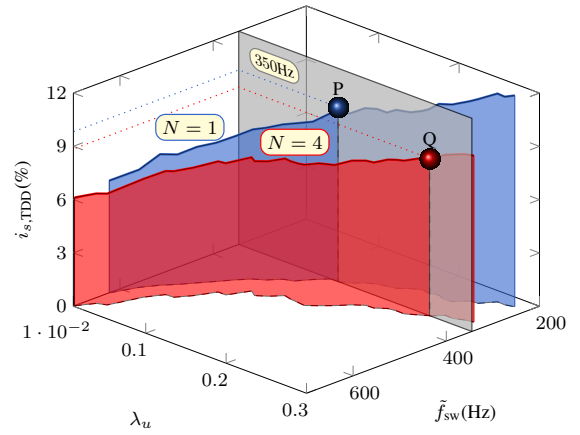 12
9
6
3
0
i_{s,TDD}(%)
350Hz
P
Q
N = 1
N = 4
1 · 10^{-2}
0.1
0.2
0.3
λ_u
200
400
600
f̃_{sw}(Hz)